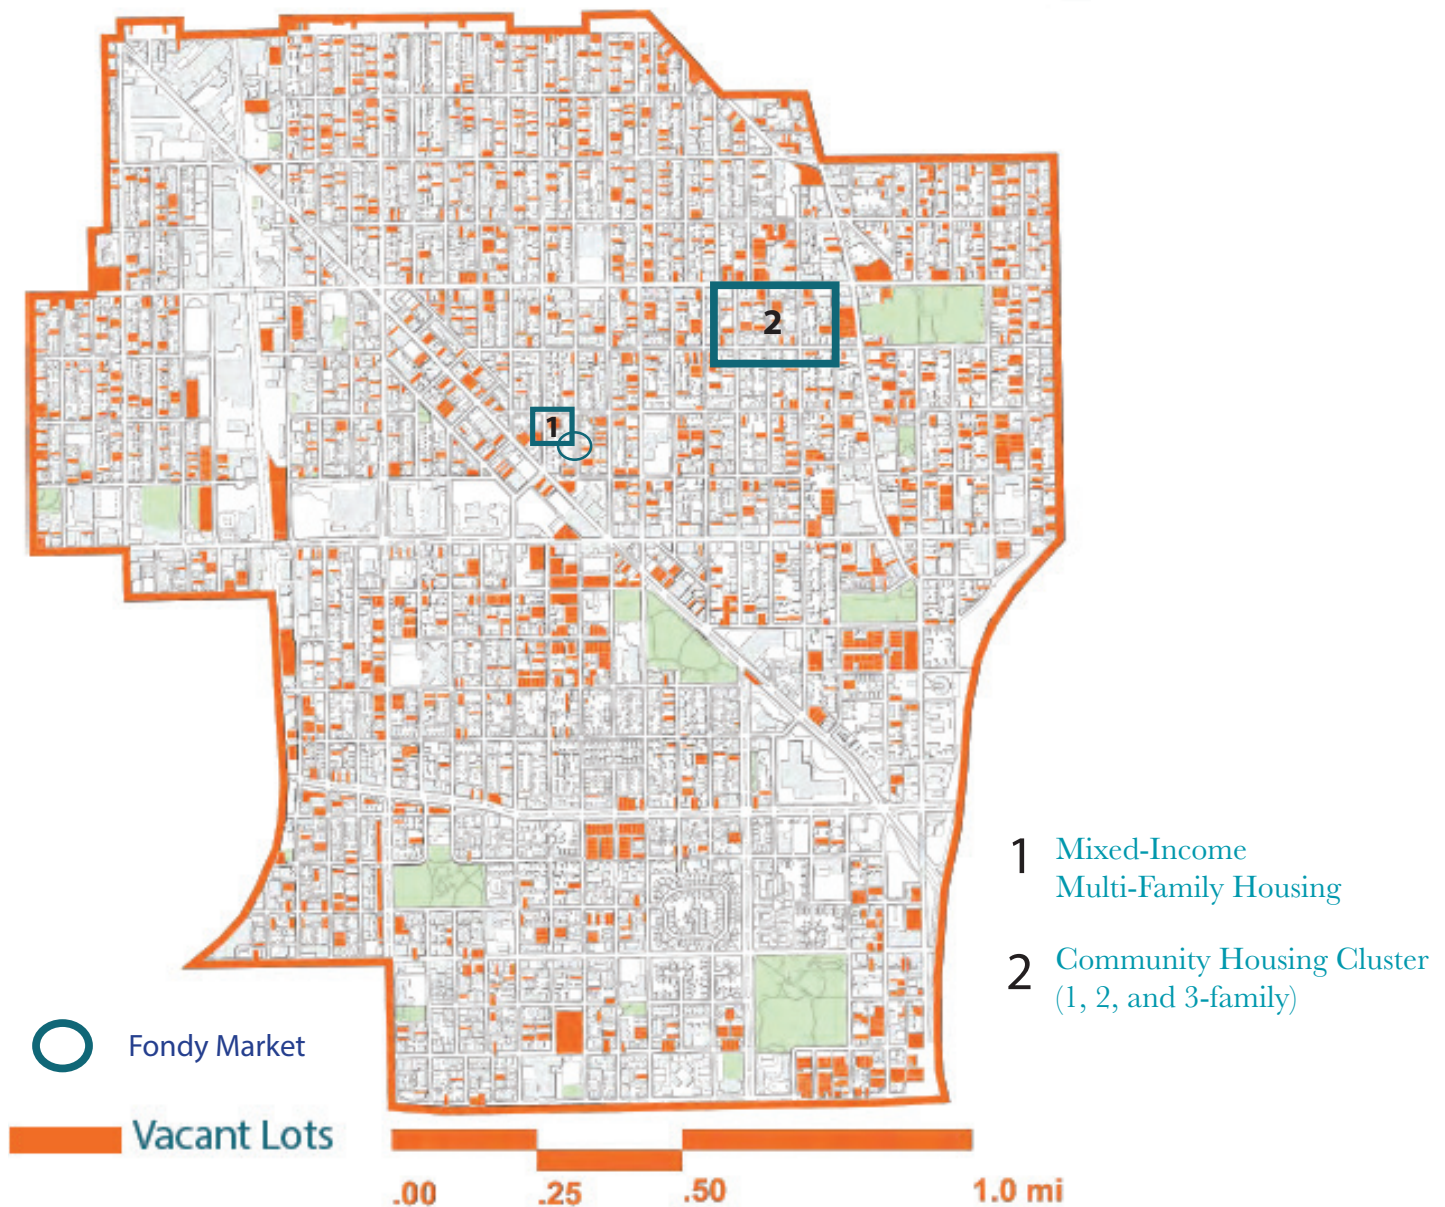 2
1
1 Mixed-Income
Multi-Family Housing
2 Community Housing Cluster
(1, 2, and 3-family)
Fondy Market
Vacant Lots
.00 .25 .50 1.0 mi